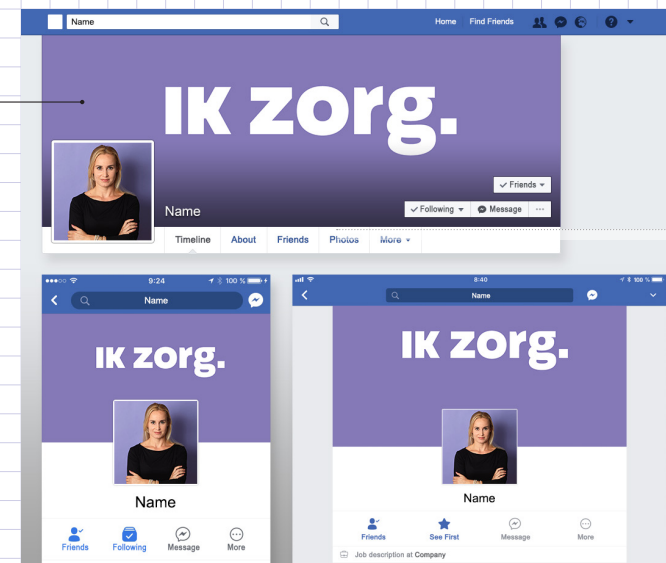 Name
Home Find Friends
IK zorg.
Friends
Name
Following Message ...
Timeline About Friends Photos More
9:24 100 %
Name
IK zorg.
Name
Friends Following Message More
8:40 100 %
Name
IK zorg.
Name
Friends See First Message More
Job description at Company